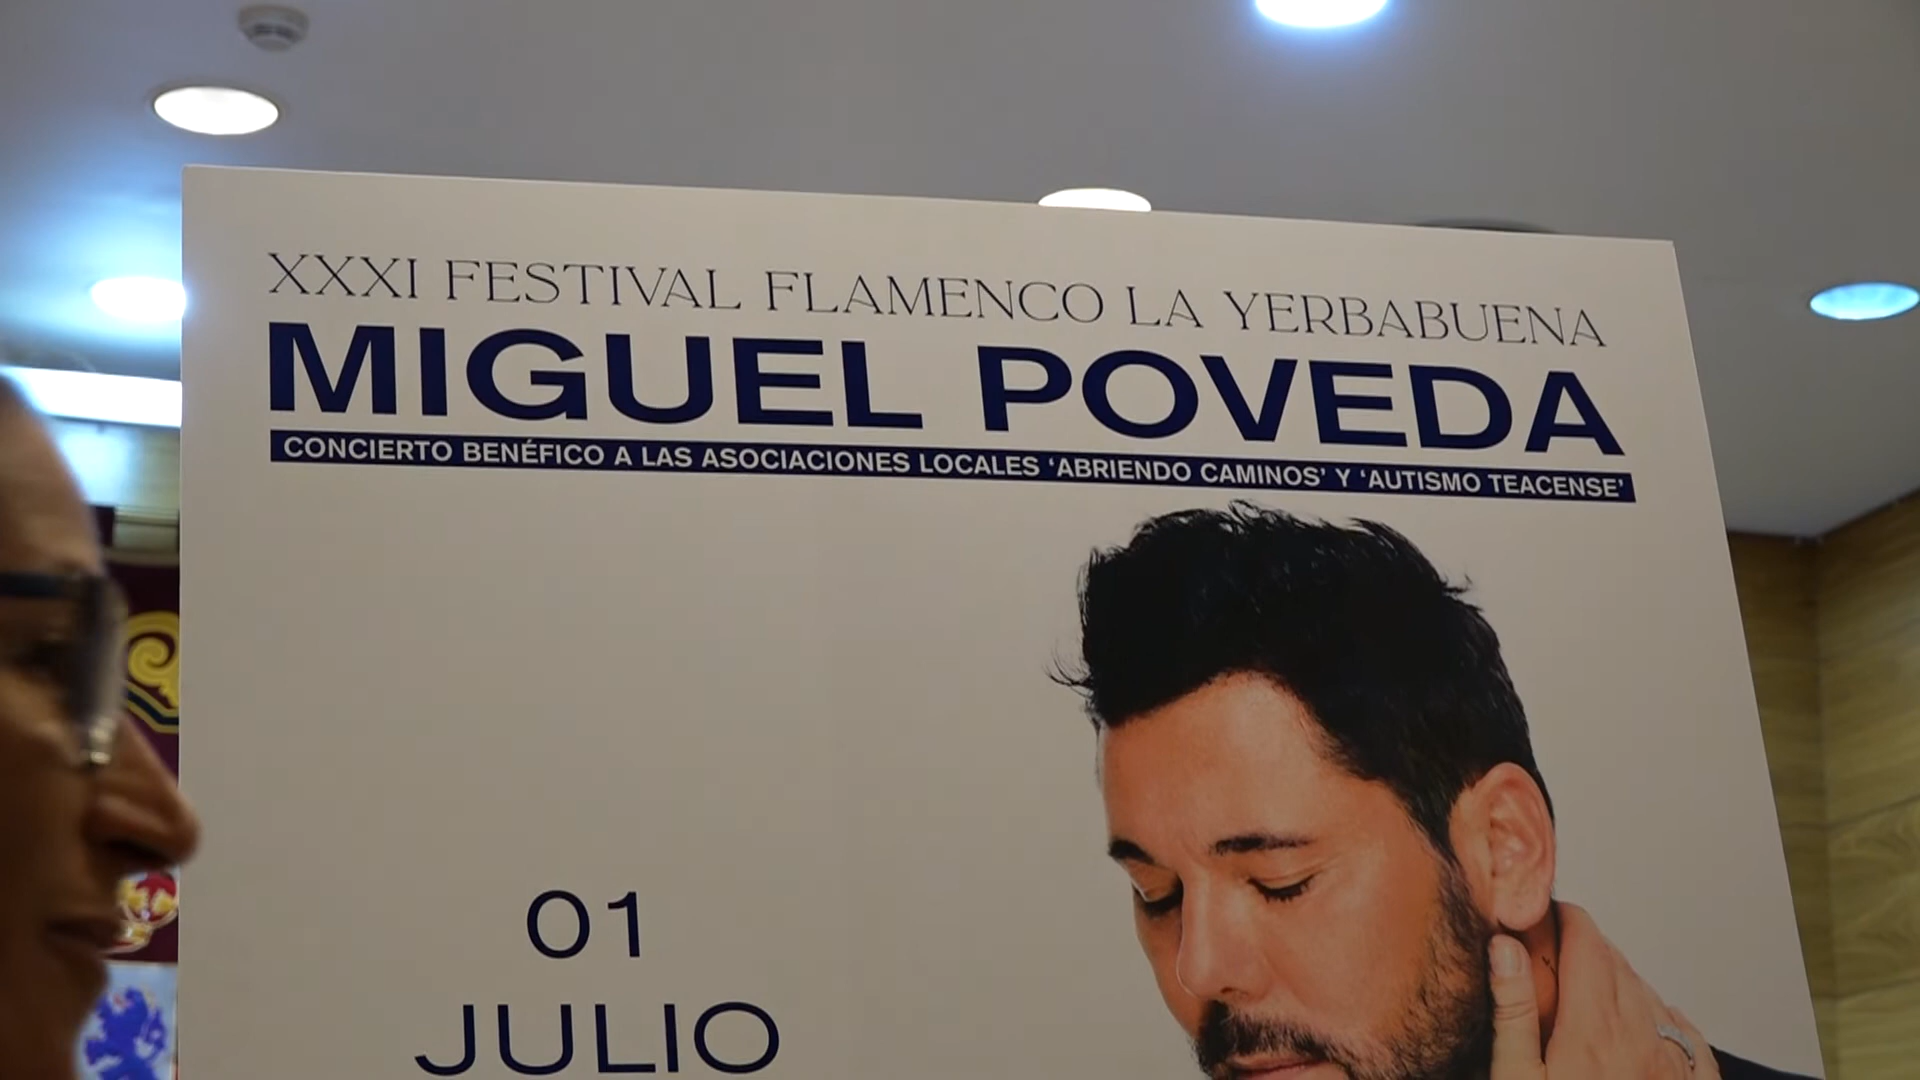 XXXI FESTIVAL FLAMENCO LA YERBABUENA
MIGUEL POVEDA
CONCIERTO BENÉFICO A LAS ASOCIACIONES LOCALES ‘ABRIENDO CAMINOS’ Y ‘AUTISMO TEACENSE’
01
JULIO